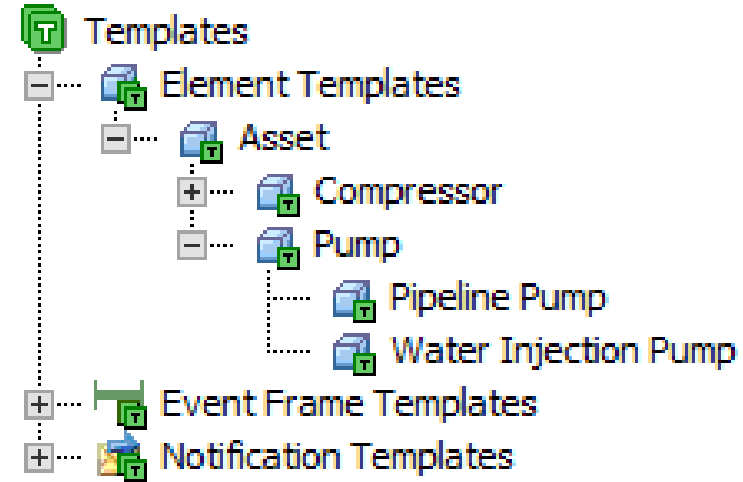 Templates
Element Templates
Asset
Compressor
Pump
Pipeline Pump
Water Injection Pump
Event Frame Templates
Notification Templates